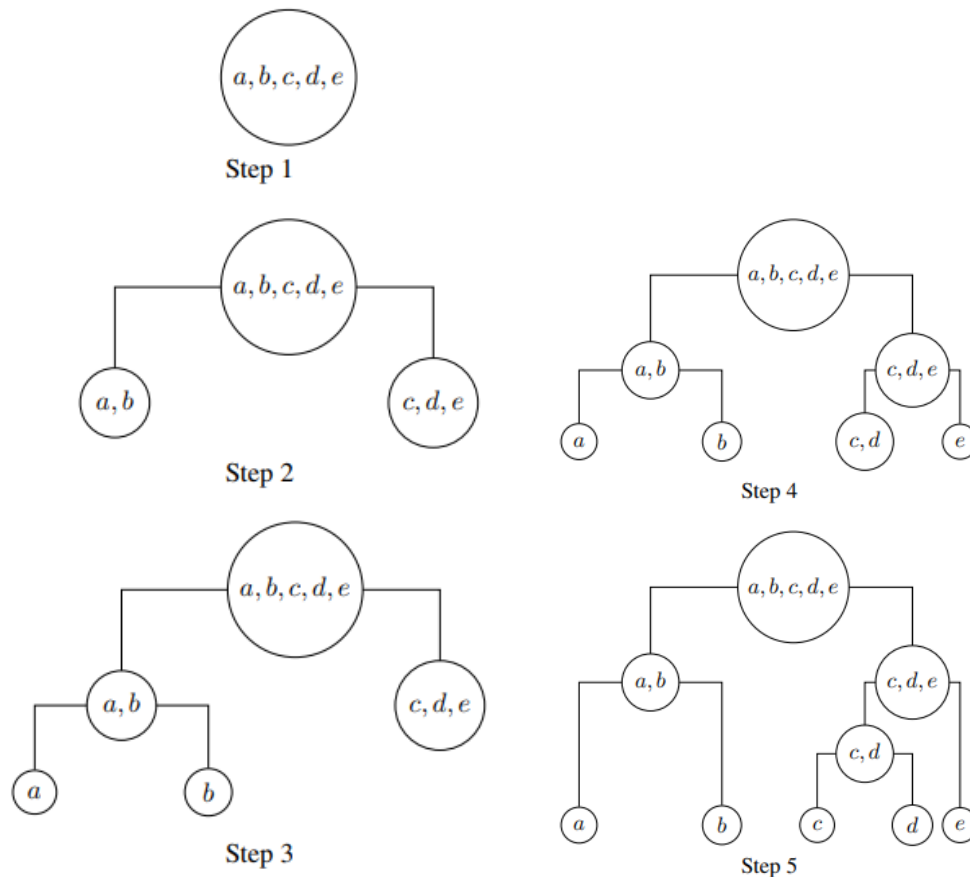 a, b, c, d, e
Step 1
a, b, c, d, e
a, b
c, d, e
Step 2
a, b, c, d, e
a, b
c, d, e
a
b
Step 3
a, b, c, d, e
a, b
c, d, e
a
b
c, d
e
Step 4
a, b, c, d, e
a, b
c, d, e
c, d
a
b
c
d
e
Step 5